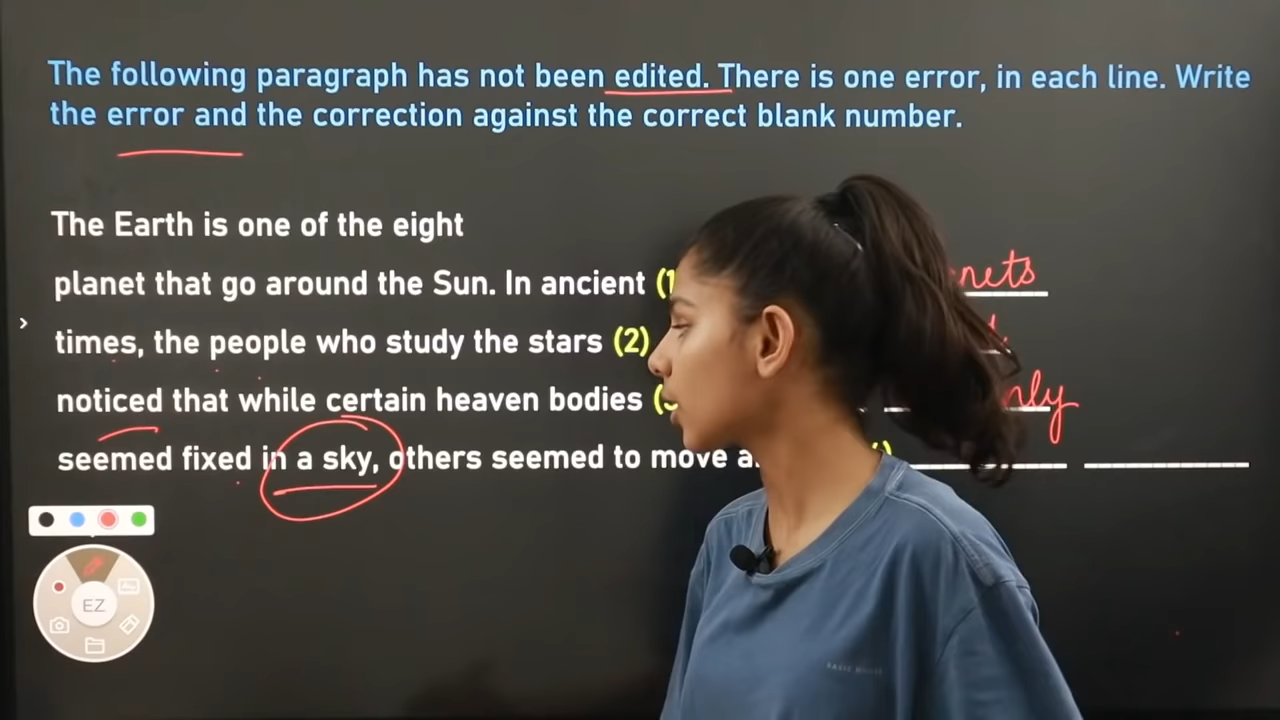 The following paragraph has not been edited. There is one error, in each line. Write
the error and the correction against the correct blank number.
The Earth is one of the eight
planet that go around the Sun. In ancient
times, the people who study the stars (2)
noticed that while certain heaven bodies
seemed fixed in a sky, others seemed to move
EZ